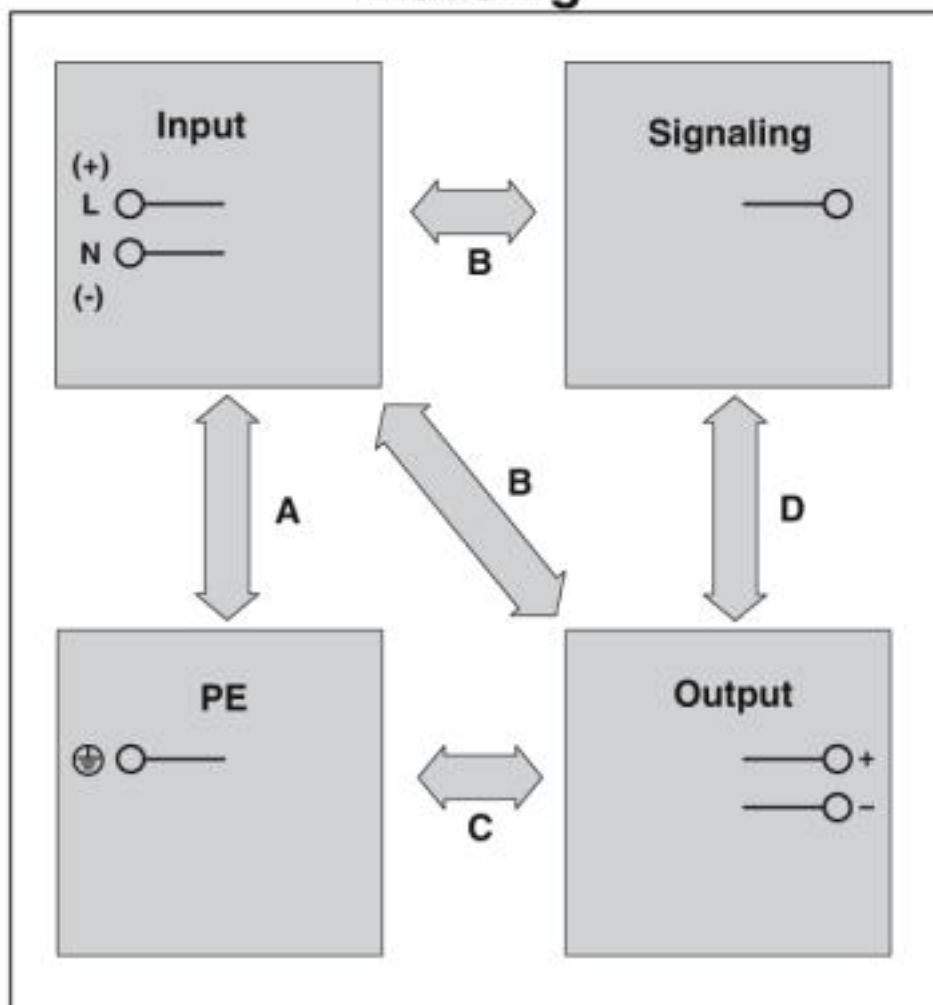 Input
(+)
L
N
(-)
Signaling
B
A
B
D
PE
Output
+
–
C